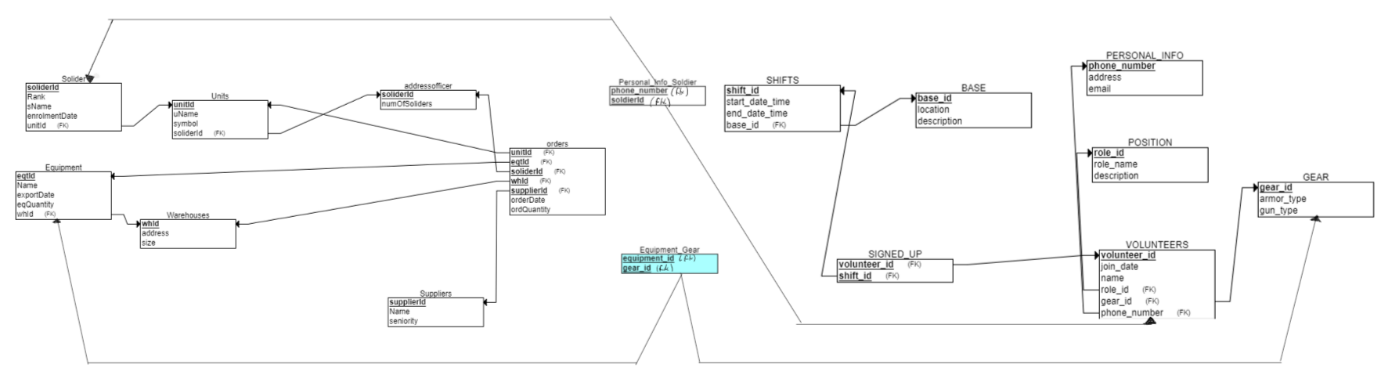 Solider
soliderId
Rank
sName
enrolmentDate
unitId (FK)
Units
unitId
uName
symbol
soliderId (FK)
addressofficer
soliderId
numOfSoliders
orders
unitId (FK)
eqtId (FK)
soliderId (FK)
whId (FK)
supplierId (FK)
orderDate
ordQuantity
Equipment
eqtId
Name
exportDate
eqQuantity
whId (FK)
Warehouses
whId
address
size
Suppliers
supplierId
Name
seniority
Personal_Info_Soldier
phone_number (fk)
soldierId (FK)
Equipment_Gear
equipment_id (fk)
gear_id (fk)
SHIFTS
shift_id
start_date_time
end_date_time
base_id (FK)
BASE
base_id
location
description
PERSONAL_INFO
phone_number
address
email
POSITION
role_id
role_name
description
GEAR
gear_id
armor_type
gun_type
SIGNED_UP
volunteer_id (FK)
shift_id (FK)
VOLUNTEERS
volunteer_id
join_date
name
role_id (FK)
gear_id (FK)
phone_number (FK)